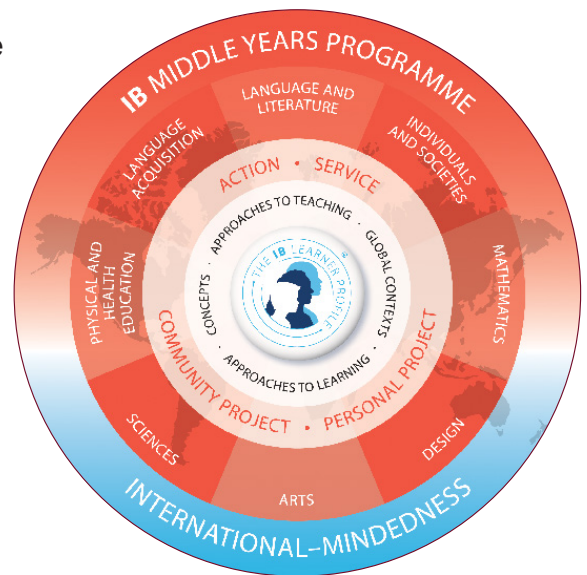 e
IB MIDDLE YEARS PROGRAMME
LANGUAGE AND
LITERATURE
INDIVIDUALS
AND SOCIETIES
MATHEMATICS
DESIGN
ARTS
SCIENCES
PHYSICAL AND
HEALTH
EDUCATION
LANGUAGE
ACQUISITION
ACTION • SERVICE
PERSONAL PROJECT
COMMUNITY PROJECT
APPROACHES TO TEACHING
GLOBAL CONTEXTS
APPROACHES TO LEARNING
CONCEPTS
THE IB LEARNER PROFILE
®
INTERNATIONAL–MINDEDNESS